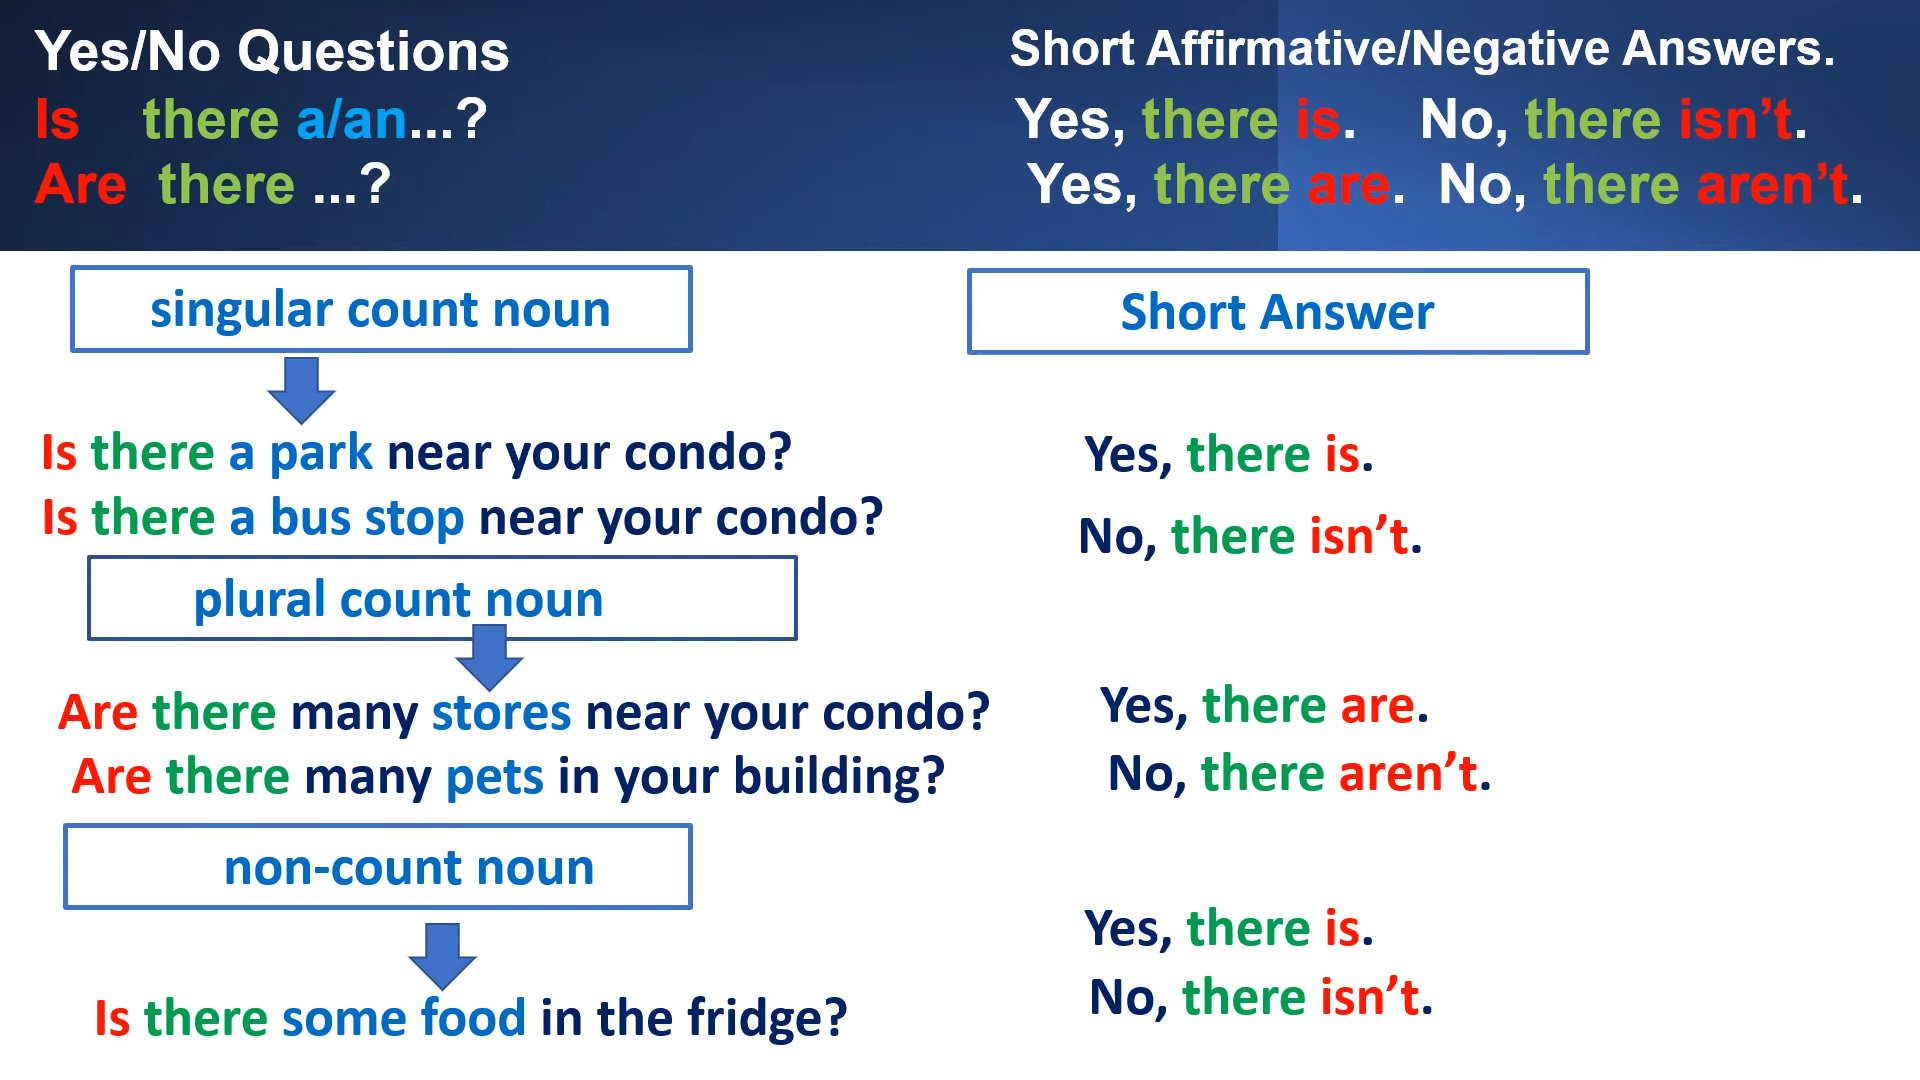 Yes/No Questions
Is there a/an...?
Are there ...?
Short Affirmative/Negative Answers.
Yes, there is. No, there isn’t.
Yes, there are. No, there aren’t.
singular count noun
Is there a park near your condo?
Is there a bus stop near your condo?
plural count noun
Are there many stores near your condo?
Are there many pets in your building?
non-count noun
Is there some food in the fridge?
Short Answer
Yes, there is.
No, there isn’t.
Yes, there are.
No, there aren’t.
Yes, there is.
No, there isn’t.